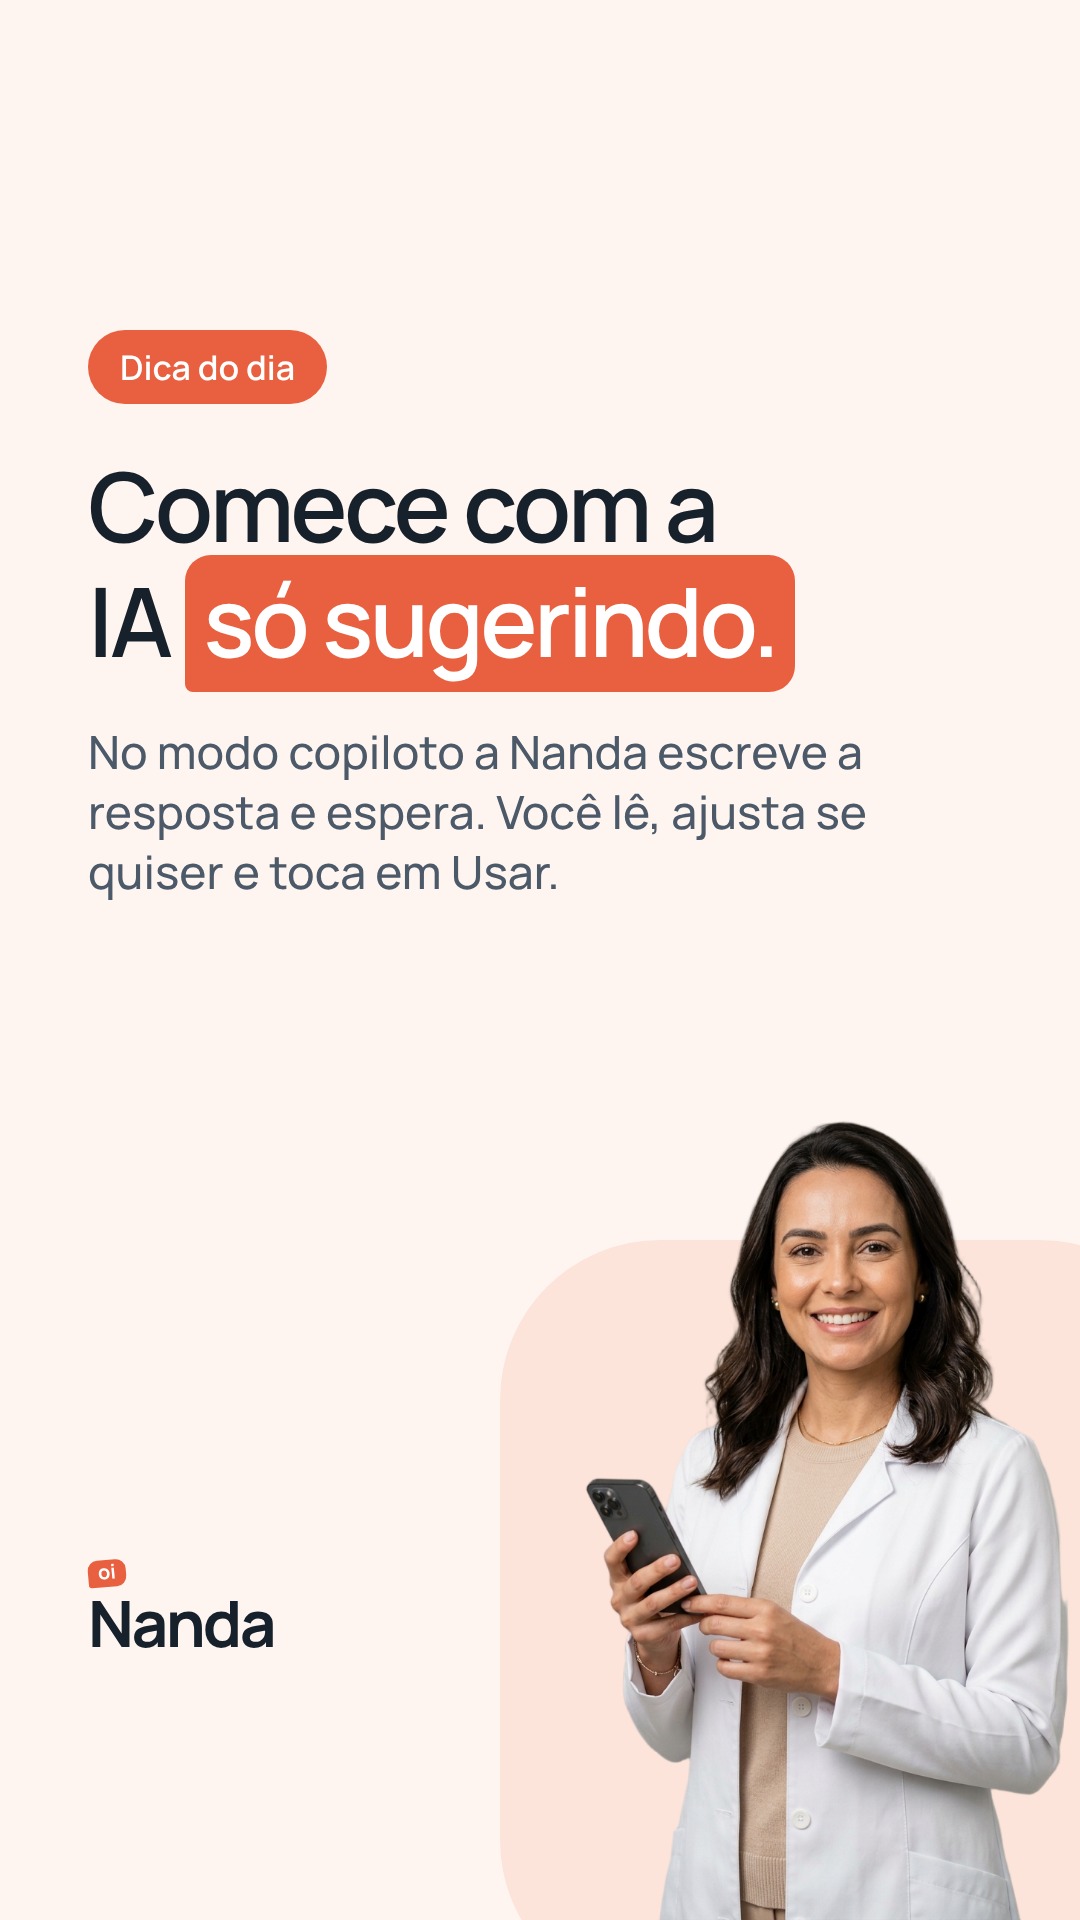 Dica do dia
Comece com a
IA só sugerindo.
No modo copiloto a Nanda escreve a
resposta e espera. Você lê, ajusta se
quiser e toca em Usar.
oi
Nanda